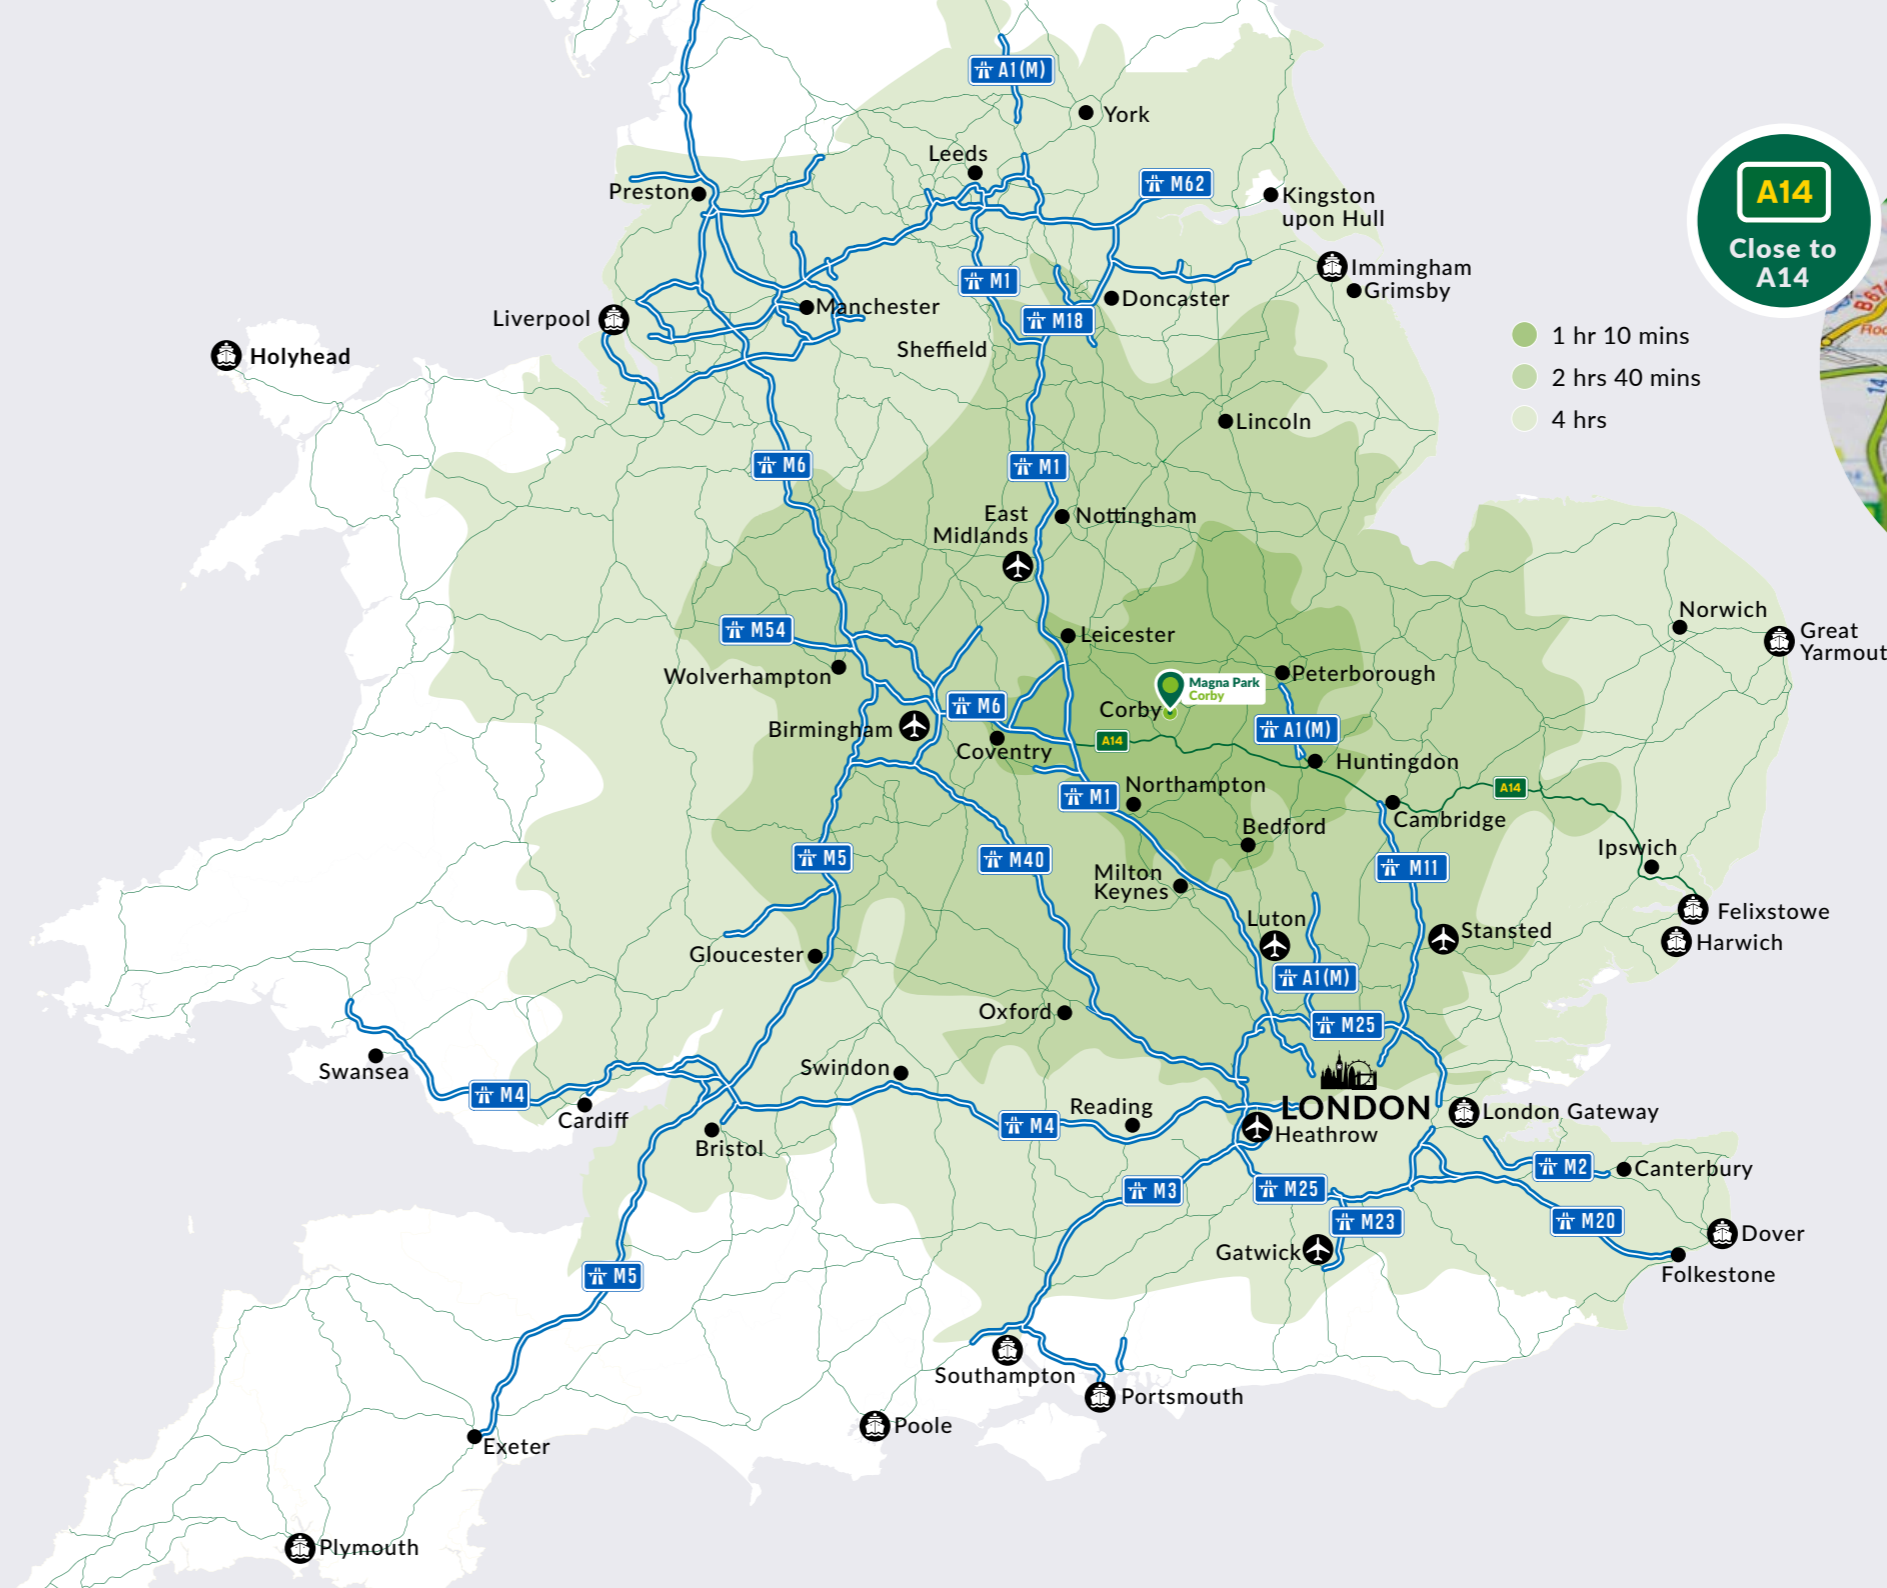 A1(M)
York
Leeds
M62
Preston
Kingston
upon Hull
A14
Close to
A14
Immingham
Grimsby
M1
Doncaster
Manchester
Liverpool
M18
Sheffield
Holyhead
1 hr 10 mins
2 hrs 40 mins
4 hrs
Lincoln
M6
M1
East
Midlands
Nottingham
Norwich
Great
Yarmout
M54
Leicester
Wolverhampton
Peterborough
Magna Park
Corby
Corby
M6
Birmingham
Coventry
A14
A1(M)
Huntingdon
Northampton
M1
A14
Cambridge
Bedford
Ipswich
M5
M40
M11
Milton
Keynes
Luton
Felixstowe
Stansted
Harwich
Gloucester
A1(M)
Oxford
M25
Swansea
Swindon
M4
Cardiff
Reading
M4
LONDON
London Gateway
Heathrow
Bristol
M2
Canterbury
M3
M25
M23
M20
Dover
Gatwick
Folkestone
M5
Southampton
Portsmouth
Poole
Exeter
Plymouth
14